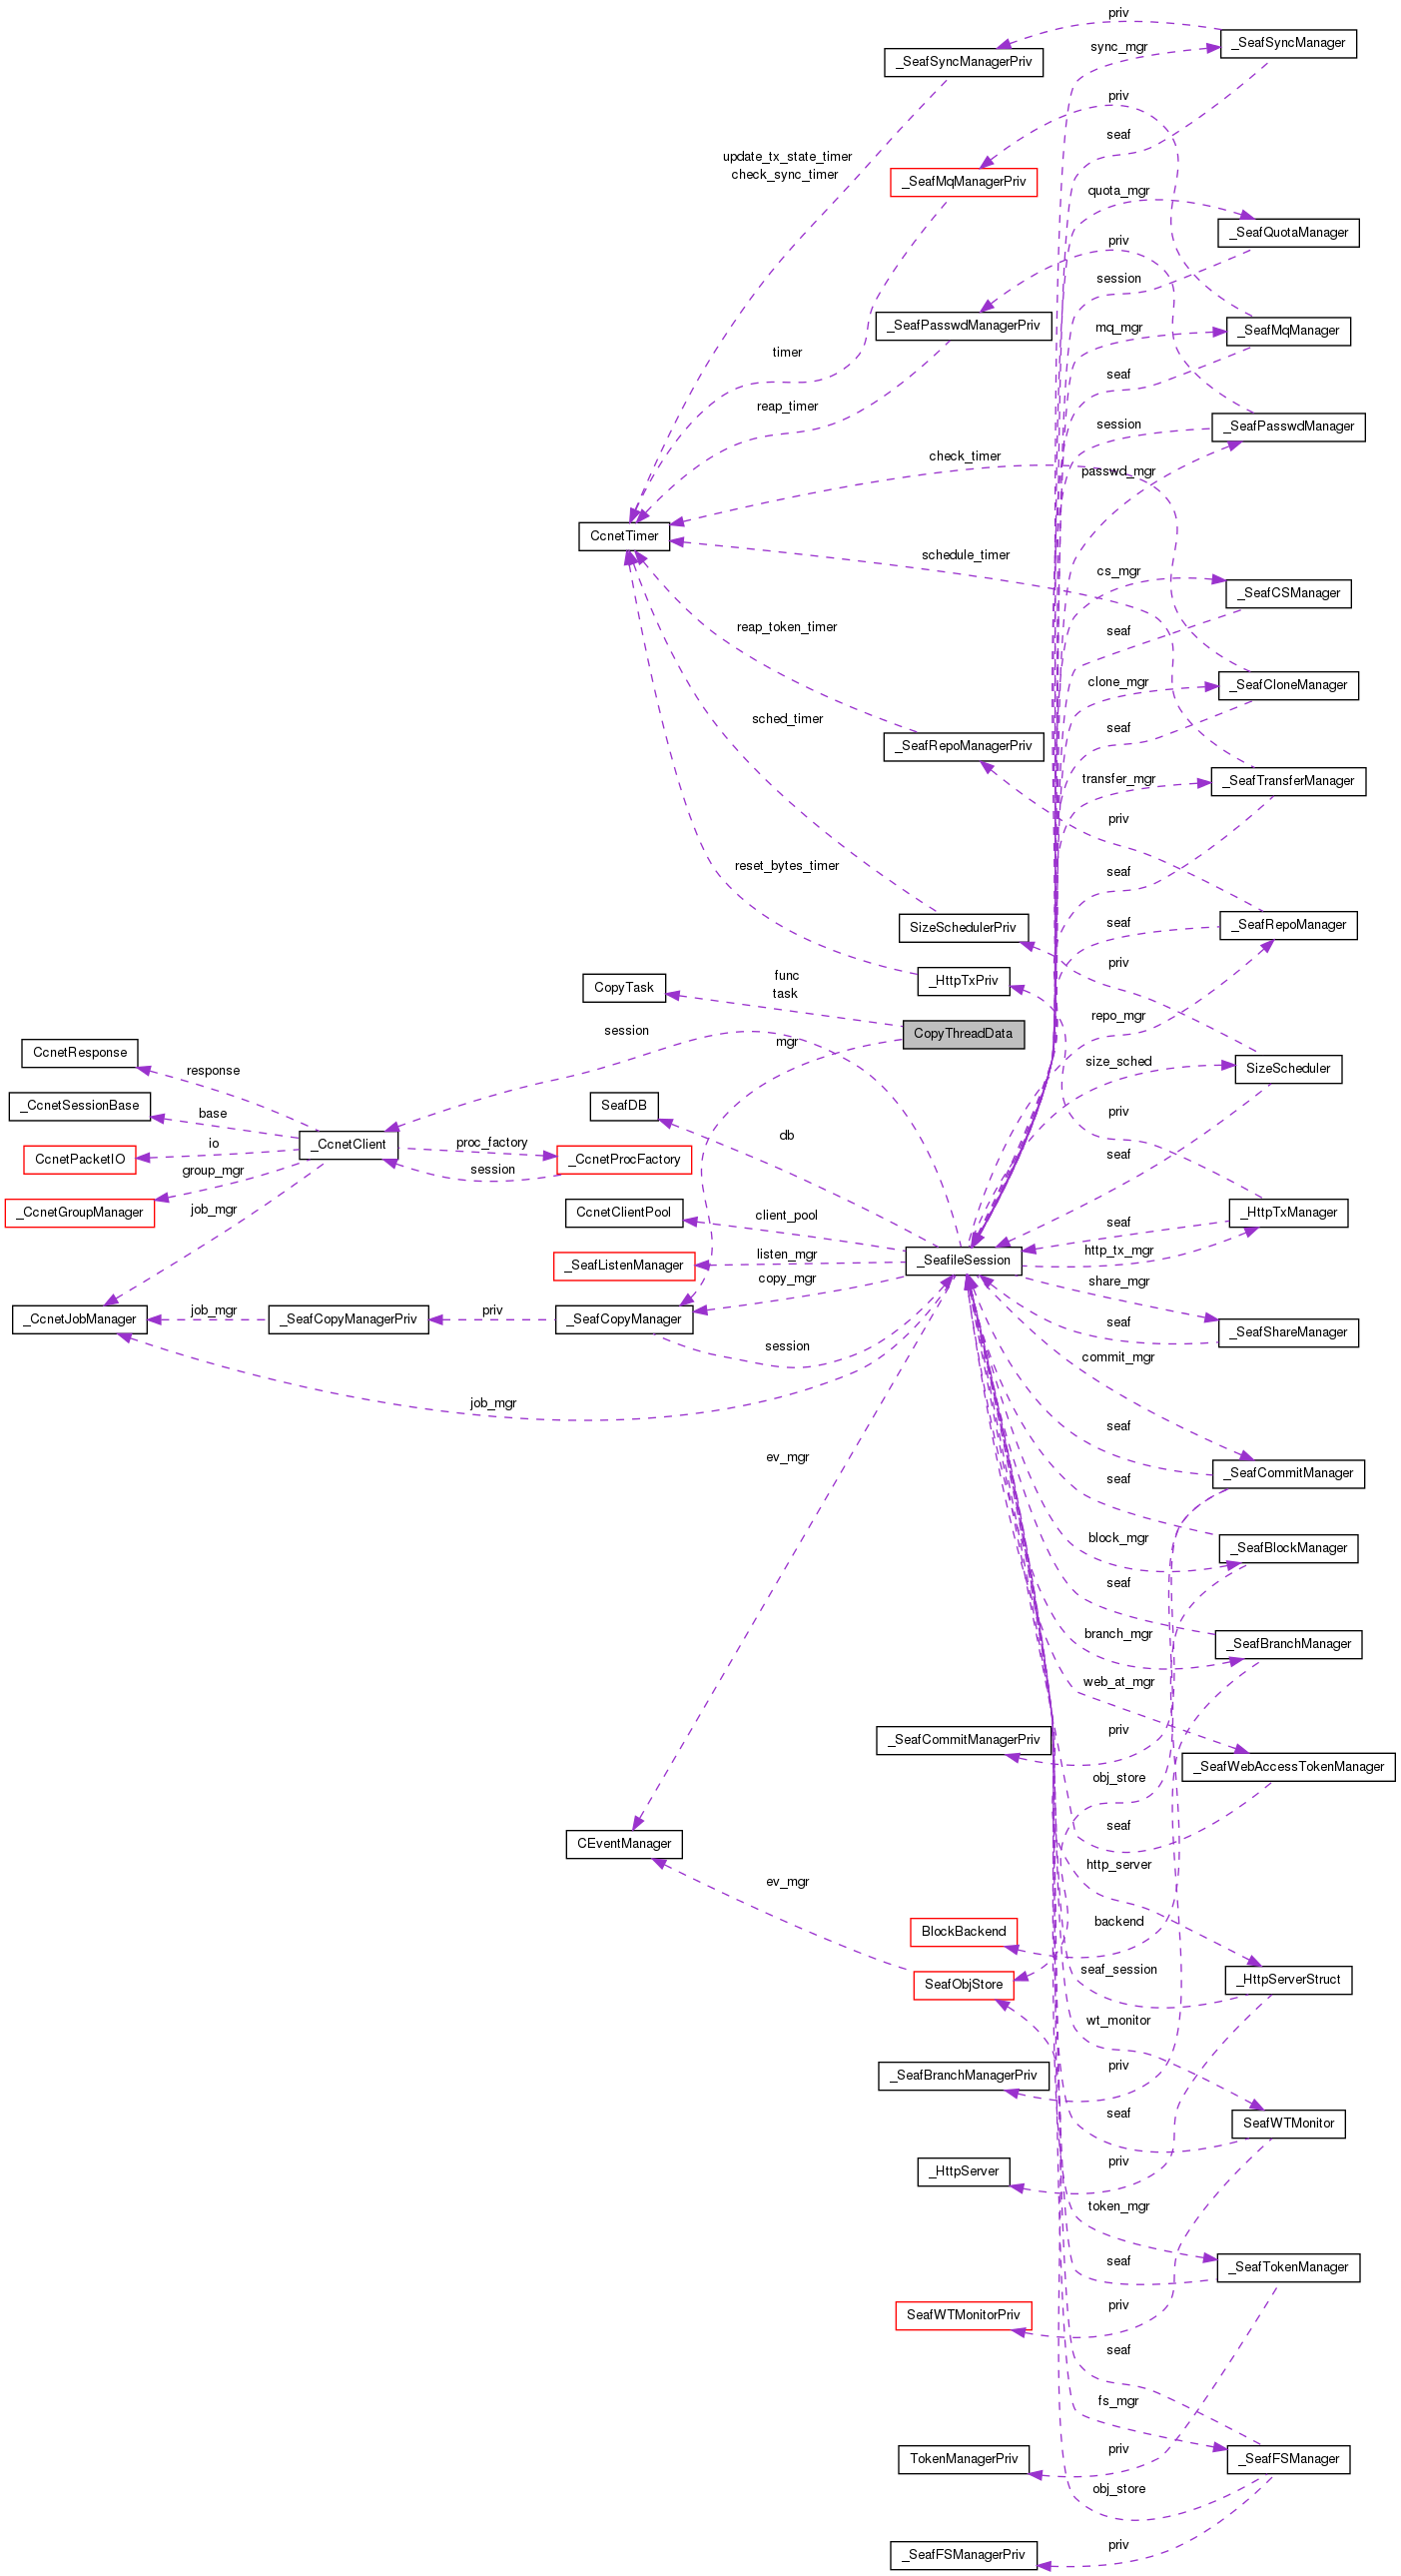 priv
_SeafSyncManager
sync_mgr
_SeafSyncManagerPriv
priv
seaf
update_tx_state_timer
check_sync_timer
_SeafMqManagerPriv
quota_mgr
_SeafQuotaManager
priv
session
_SeafPasswdManagerPriv
mq_mgr
_SeafMqManager
timer
seaf
reap_timer
session
_SeafPasswdManager
check_timer
passwd_mgr
CcnetTimer
schedule_timer
cs_mgr
_SeafCSManager
reap_token_timer
seaf
clone_mgr
_SeafCloneManager
sched_timer
seaf
_SeafRepoManagerPriv
transfer_mgr
_SeafTransferManager
priv
reset_bytes_timer
seaf
SizeSchedulerPriv
seaf
_SeafRepoManager
priv
func
task
CopyTask
_HttpTxPriv
repo_mgr
session
CopyThreadData
mgr
CcnetResponse
response
size_sched
SizeScheduler
_CcnetSessionBase
base
SeafDB
priv
io
_CcnetClient
proc_factory
db
CcnetPacketIO
_CcnetProcFactory
seaf
group_mgr
session
_CcnetGroupManager
job_mgr
CcnetClientPool
client_pool
seaf
_HttpTxManager
_SeafListenManager
listen_mgr
_SeafileSession
http_tx_mgr
copy_mgr
share_mgr
_CcnetJobManager
job_mgr
_SeafCopyManagerPriv
priv
_SeafCopyManager
seaf
_SeafShareManager
session
commit_mgr
job_mgr
seaf
ev_mgr
_SeafCommitManager
seaf
block_mgr
_SeafBlockManager
seaf
branch_mgr
_SeafBranchManager
web_at_mgr
_SeafCommitManagerPriv
priv
_SeafWebAccessTokenManager
obj_store
seaf
CEventManager
http_server
ev_mgr
BlockBackend
backend
seaf_session
SeafObjStore
_HttpServerStruct
wt_monitor
_SeafBranchManagerPriv
priv
seaf
SeafWTMonitor
_HttpServer
priv
token_mgr
seaf
_SeafTokenManager
SeafWTMonitorPriv
priv
seaf
fs_mgr
TokenManagerPriv
priv
_SeafFSManager
obj_store
_SeafFSManagerPriv
priv